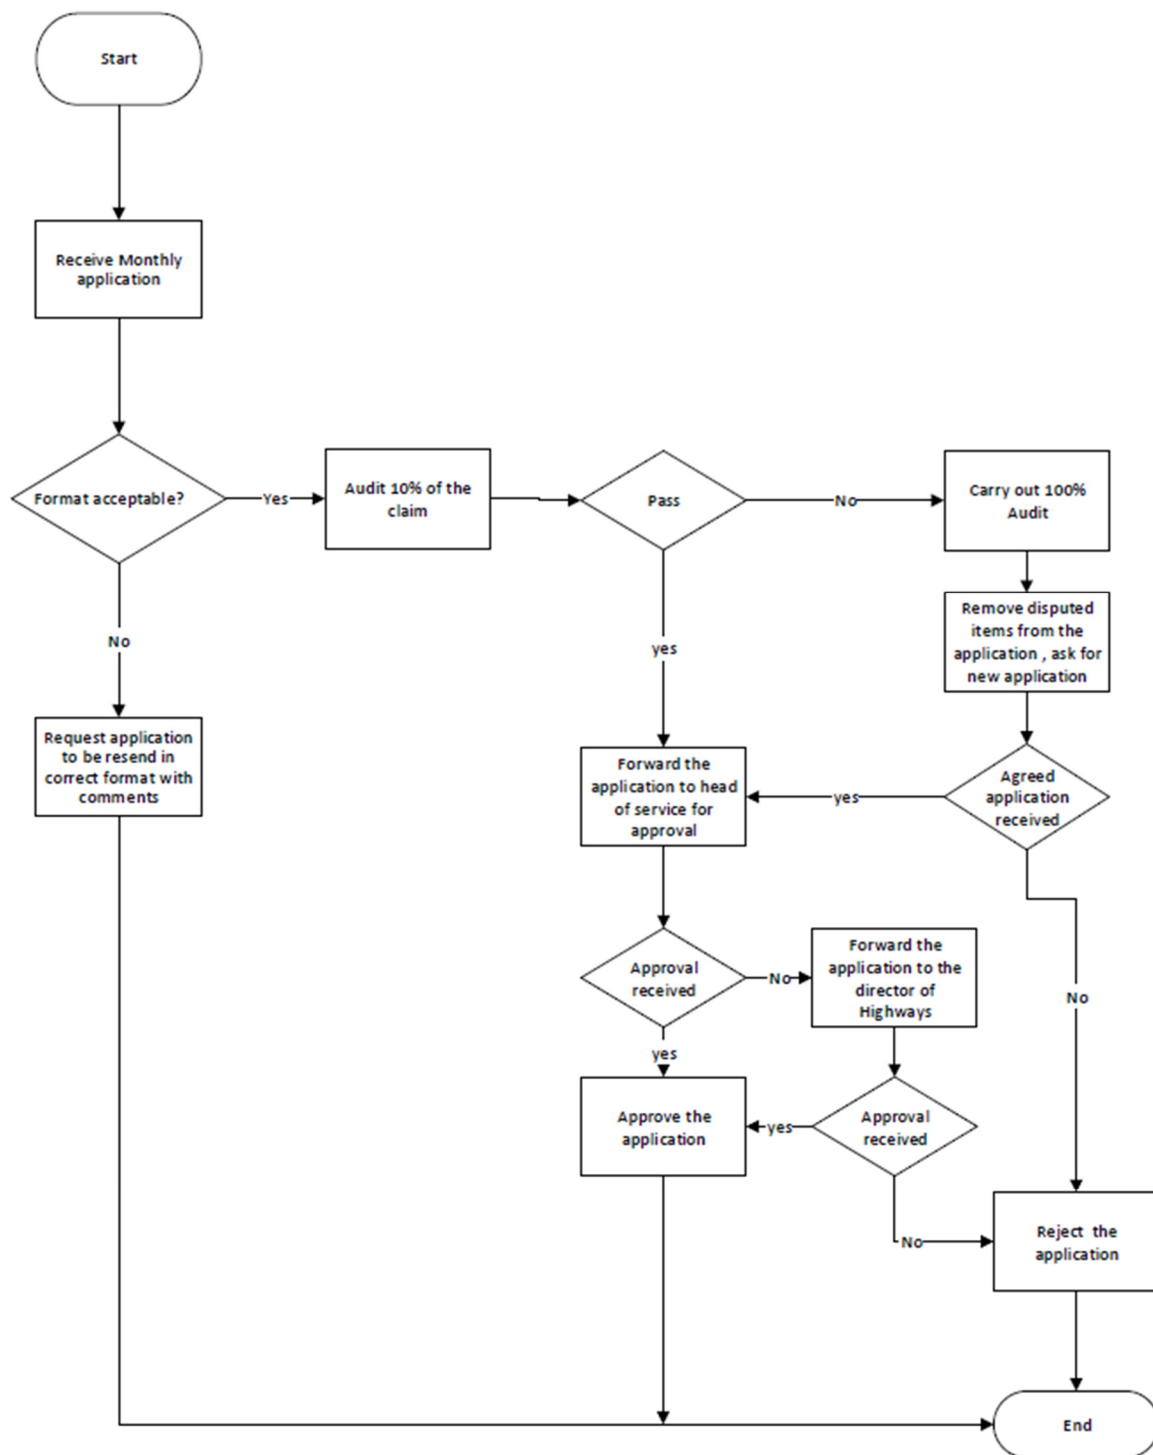 Start
Receive Monthly
application
Format acceptable?
Yes
Audit 10% of the
claim
Pass
No
Carry out 100%
Audit
Remove disputed
items from the
application , ask for
new application
No
yes
Request application
to be resend in
correct format with
comments
Forward the
application to head
of service for
approval
yes
Agreed
application
received
Approval
received
No
Forward the
application to the
director of
Highways
No
yes
Approve the
application
yes
Approval
received
No
Reject the
application
End